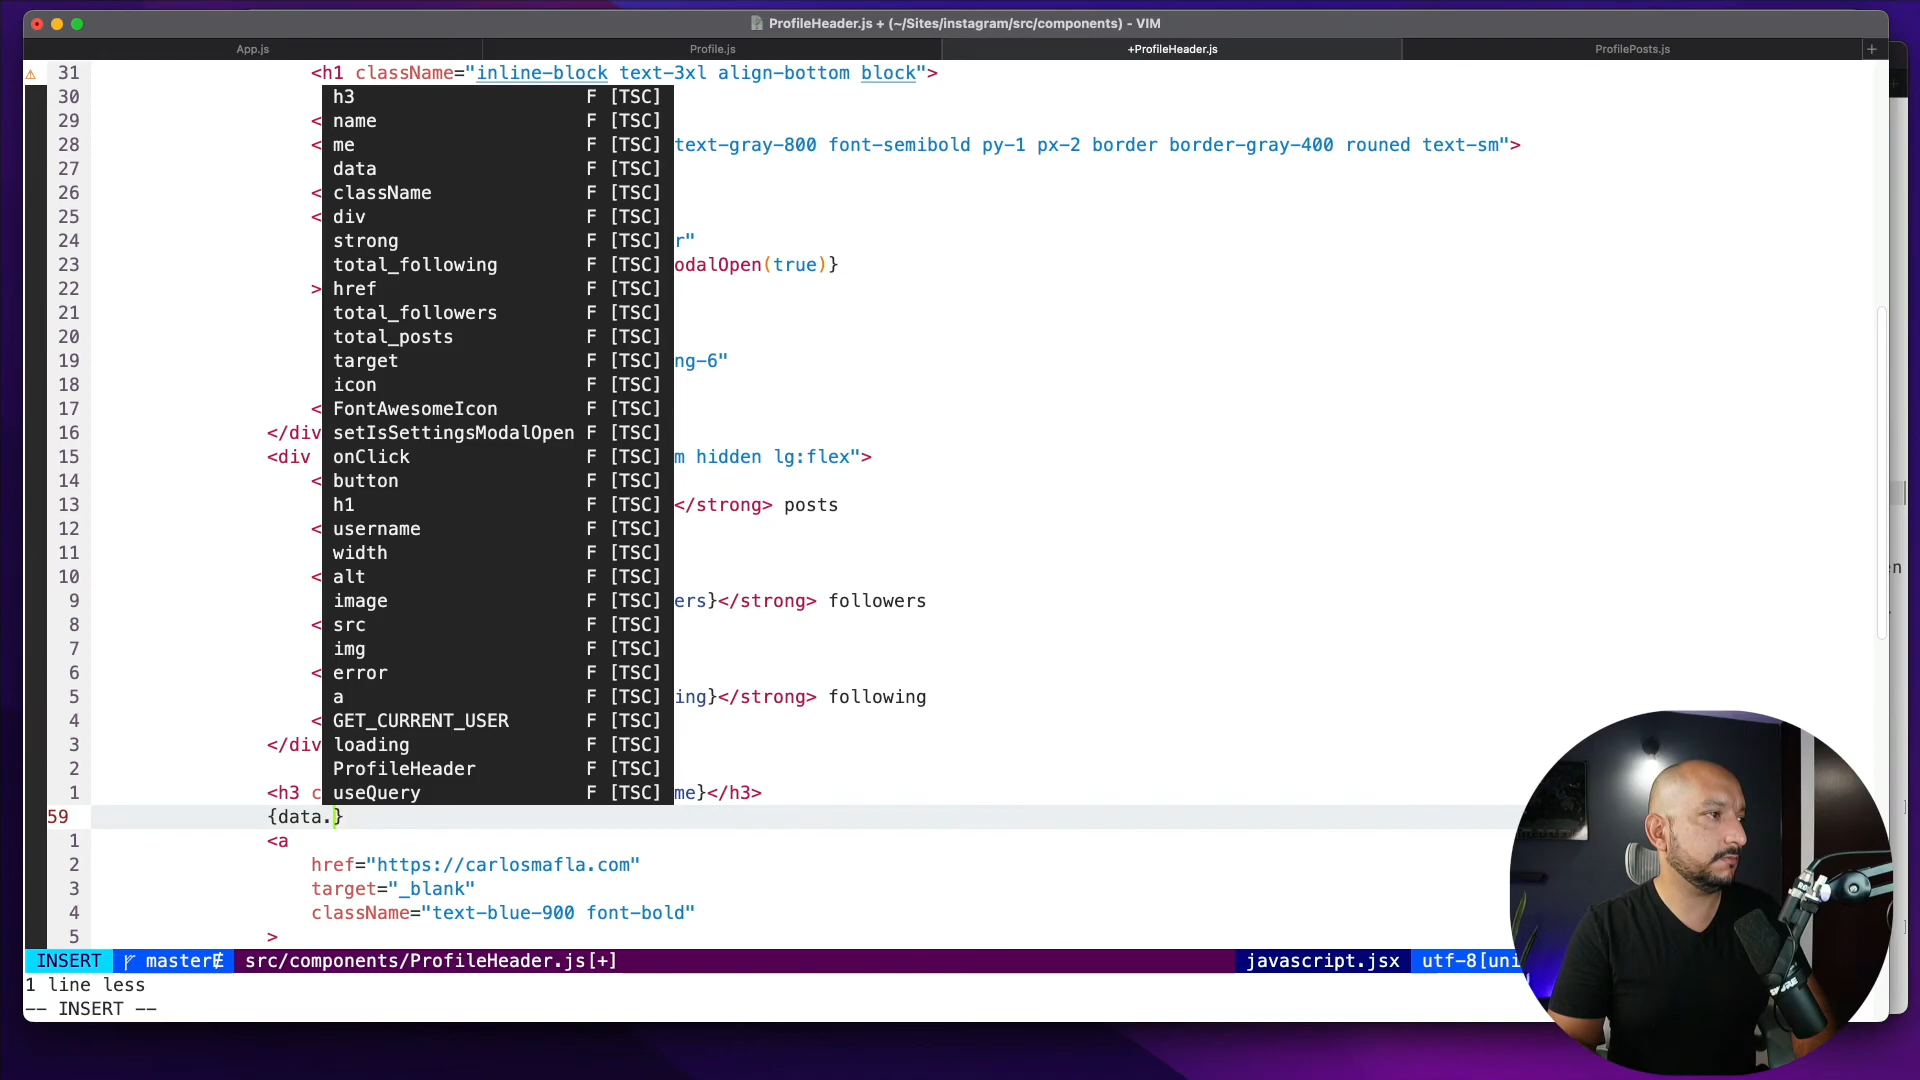 ProfileHeader.js + (~/Sites/instagram/src/components) - VIM
App.js
Profile.js
+ProfileHeader.js
ProfilePosts.js
+
31 <h1 className="inline-block text-3xl align-bottom block">
30 h3 F [TSC]
29 < name F [TSC]
28 < me F [TSC] text-gray-800 font-semibold py-1 px-2 border border-gray-400 rouned text-sm">
27 data F [TSC]
26 < className F [TSC]
25 < div F [TSC]
24 strong F [TSC] r"
23 total_following F [TSC] odalOpen(true)}
22 > href F [TSC]
21 total_followers F [TSC]
20 total_posts F [TSC]
19 target F [TSC] ng-6"
18 icon F [TSC]
17 < FontAwesomeIcon F [TSC]
16 </div setIsSettingsModalOpen F [TSC]
15 <div onClick F [TSC] m hidden lg:flex">
14 < button F [TSC]
13 h1 F [TSC] </strong> posts
12 < username F [TSC]
11 width F [TSC]
10 < alt F [TSC]
9 image F [TSC] ers}</strong> followers
8 < src F [TSC]
7 img F [TSC]
6 < error F [TSC]
5 a F [TSC] ing}</strong> following
4 < GET_CURRENT_USER F [TSC]
3 </div loading F [TSC]
2 ProfileHeader F [TSC]
1 <h3 c useQuery F [TSC] me}</h3>
59 {data.}
1 <a
2 href="https://carlosmafla.com"
3 target="_blank"
4 className="text-blue-900 font-bold"
5 >
INSERT master src/components/ProfileHeader.js[+] javascript.jsx utf-8[uni
1 line less
-- INSERT --
en